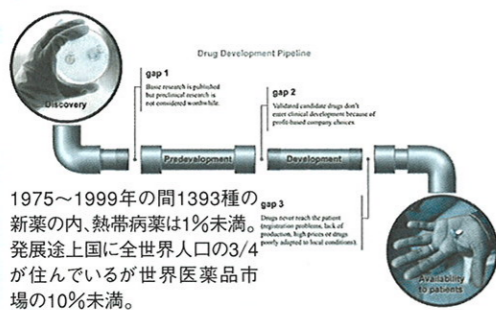 Drug Development Pipeline
Discovery
gap 1
Basic research is published
but preclinical research is
not considered worthwhile.
gap 2
Validated candidate drugs don't
enter clinical development because of
profit-based company choices
Predevelopment
Development
gap 3
Drugs never reach the patient
(registration problems, lack of
production, high prices or drugs
poorly adapted to local conditions).
Availability
to patients
1975〜1999年の間1393種の
新薬の内、熱帯病薬は1%未満。
発展途上国に全世界人口の3/4
が住んでいるが世界医薬品市
場の10%未満。